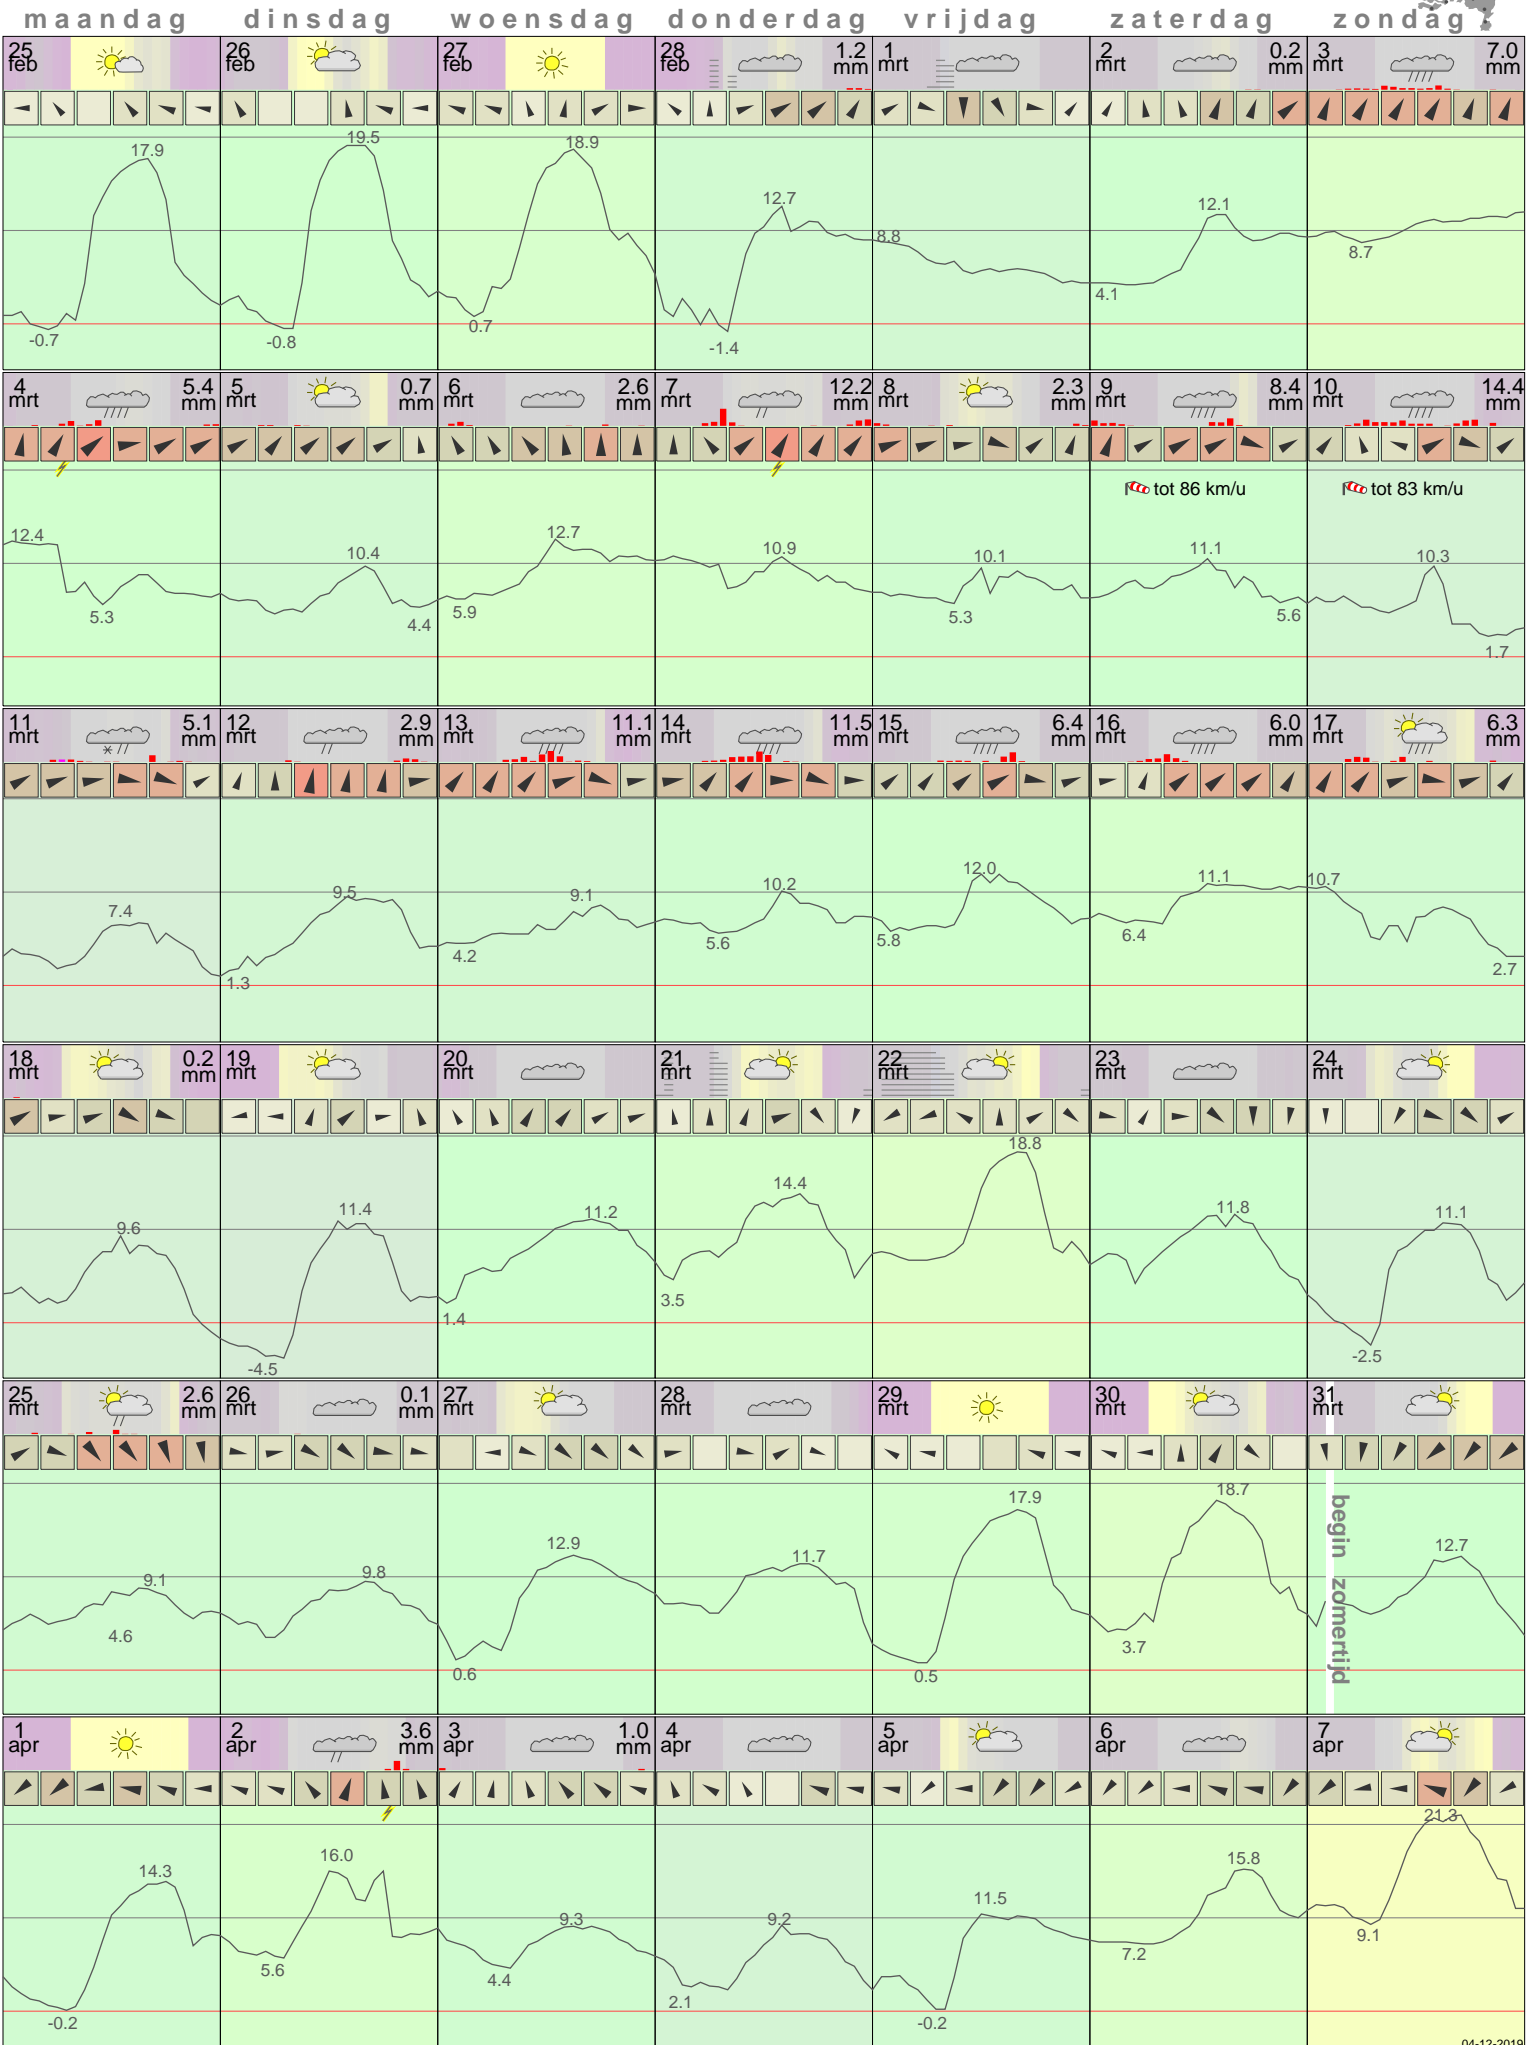 maandag dinsdag woensdag donderdag vrijdag zaterdag zondag
25 26 27 28 1.2 1 2 0.2 3 7.0
feb feb feb feb mm mrt mrt mm mrt mm
17.9 19.5 18.9 12.7 8.8 12.1
-0.7 -0.8 0.7 -1.4 4.1 8.7
4 5.4 5 0.7 6 2.6 7 12.2 8 2.3 9 8.4 10 14.4
mrt mm mrt mm mrt mm mrt mm mrt mm mrt mm mrt mm
tot 86 km/u tot 83 km/u
12.4 10.4 12.7 10.9 10.1 11.1 10.3
5.3 4.4 5.9 5.3 5.6 1.7
11 5.1 12 2.9 13 11.1 14 11.5 15 6.4 16 6.0 17 6.3
mrt mm mrt mm mrt mm mrt mm mrt mm mrt mm mrt mm
7.4 9.5 9.1 10.2 12.0 11.1 10.7
1.3 4.2 5.6 5.8 6.4 2.7
18 0.2 19 20 21 22 23 24
mrt mm mrt mrt mrt mrt mrt mrt
9.6 11.4 11.2 14.4 18.8 11.8 11.1
-4.5 1.4 3.5 -2.5
25 2.6 26 0.1 27 28 29 30 31
mrt mm mrt mm mrt mrt mrt mrt mrt
9.1 9.8 12.9 11.7 17.9 18.7 12.7
4.6 0.6 0.5 3.7
begin zomertijd
1 2 3.6 3 1.0 4 5 6 7
apr apr mm apr mm apr apr apr apr
14.3 16.0 9.3 9.2 11.5 15.8 21.3
-0.2 5.6 4.4 2.1 -0.2 7.2 9.1
04-12-2019